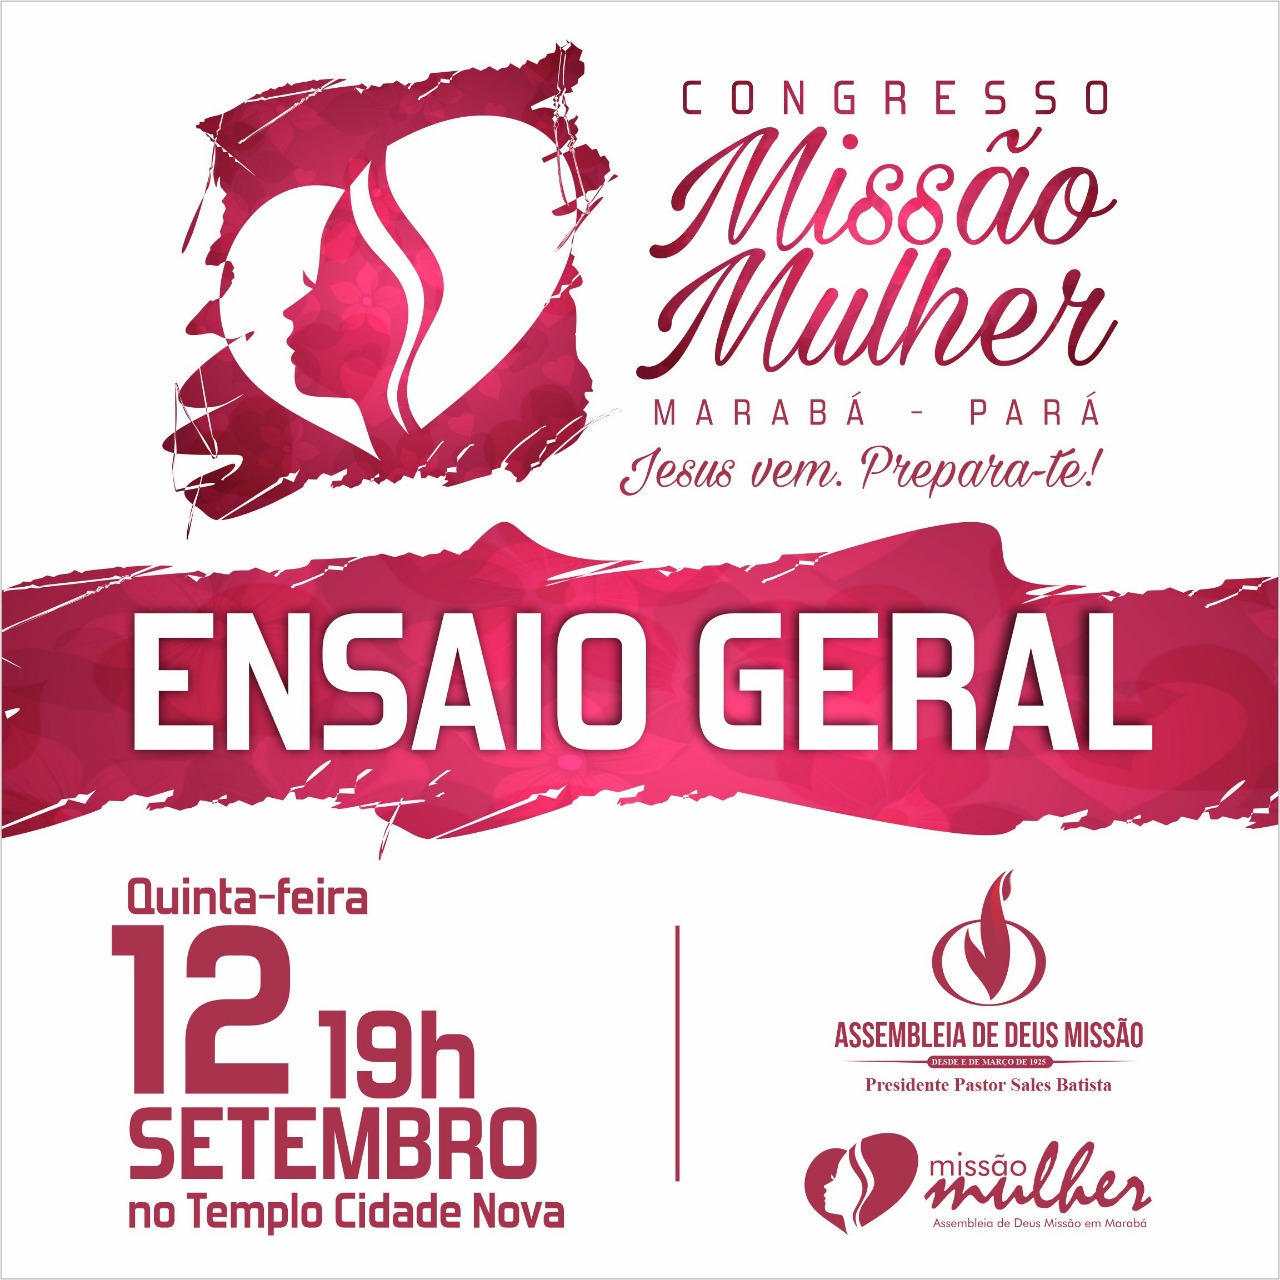 CONGRESSO
Missão
Mulher
MARABÁ - PARÁ
Jesus vem. Prepara-te!
ENSAIO GERAL
Quinta-feira
12 19h
SETEMBRO
no Templo Cidade Nova
ASSEMBLEIA DE DEUS MISSÃO
DESDE E DE MARÇO DE 1925
Presidente Pastor Sales Batista
missão
mulher
Assembleia de Deus Missão em Marabá